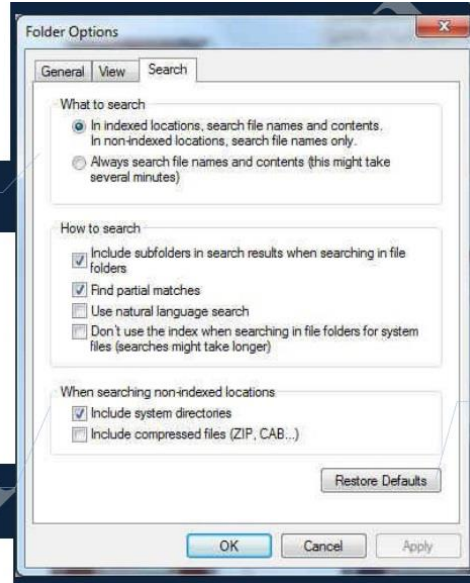 Folder Options
General View Search
What to search
In indexed locations, search file names and contents.
In non-indexed locations, search file names only.
Always search file names and contents (this might take
several minutes)
How to search
Include subfolders in search results when searching in file
folders
Find partial matches
Use natural language search
Don't use the index when searching in file folders for system
files (searches might take longer)
When searching non-indexed locations
Include system directories
Include compressed files (ZIP, CAB...)
Restore Defaults
OK Cancel Apply